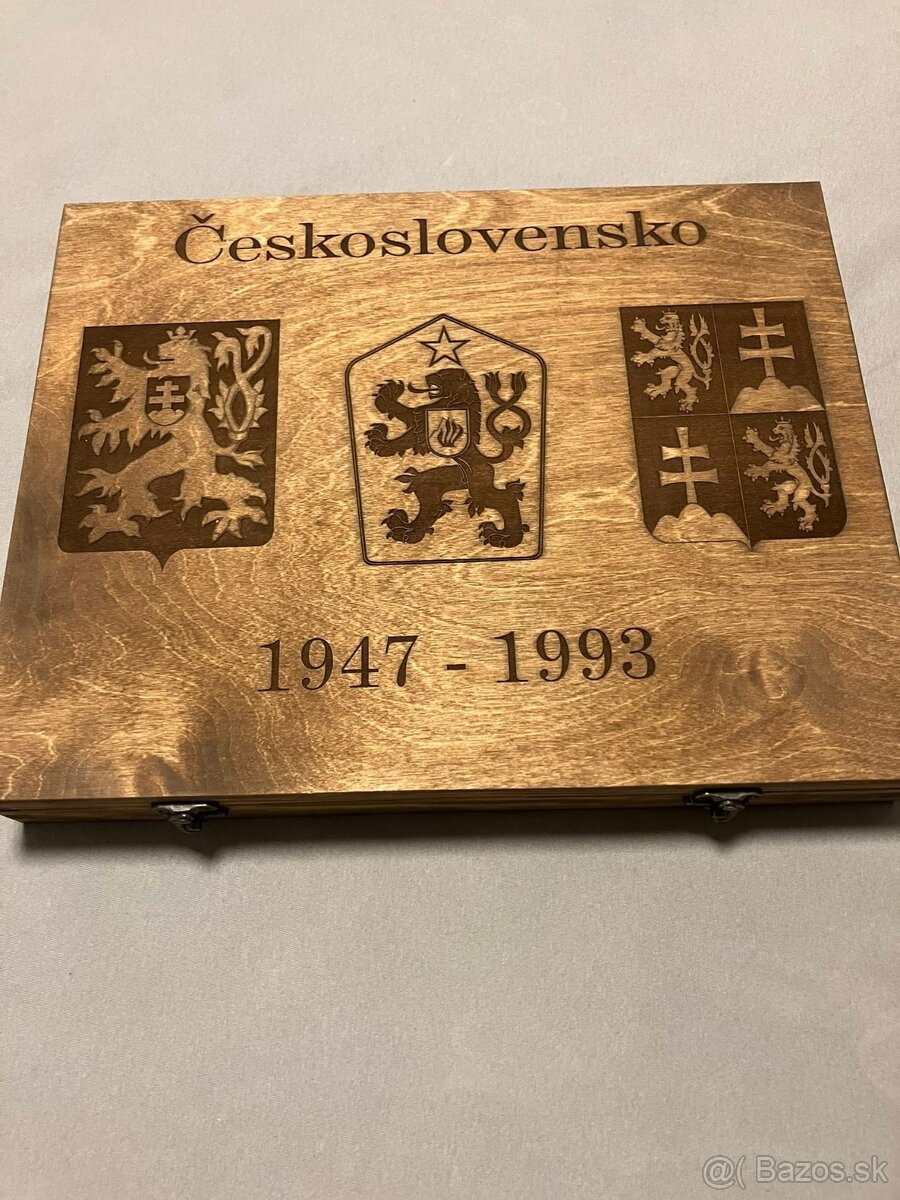 Československo
1947 - 1993
@( Bazos.sk